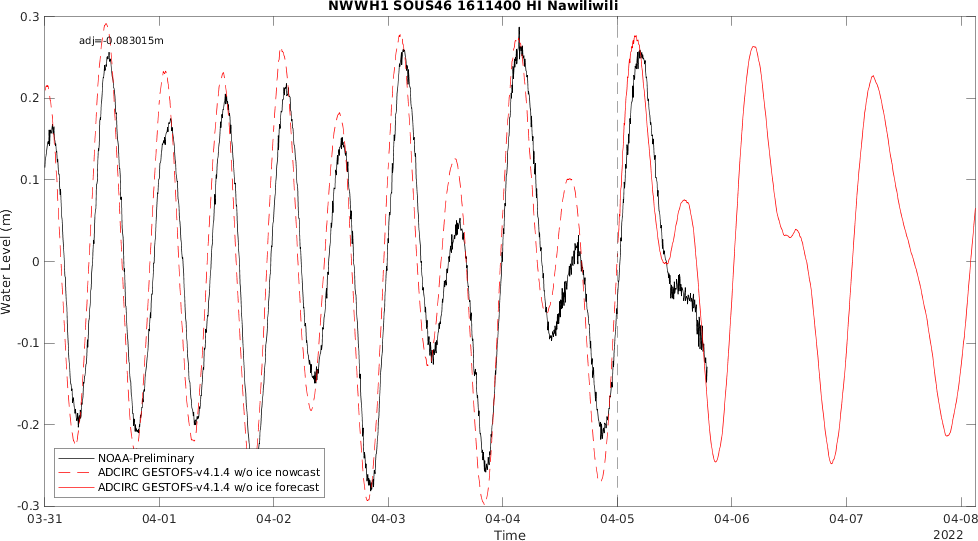 NWWH1 SOUS46 1611400 HI Nawiliwili
adj=-0.083015m
Water Level (m)
0.3
0.2
0.1
0
-0.1
-0.2
-0.3
NOAA-Preliminary
ADCIRC GESTOFS-v4.1.4 w/o ice nowcast
ADCIRC GESTOFS-v4.1.4 w/o ice forecast
03-31 04-01 04-02 04-03 04-04 04-05 04-06 04-07 04-08
Time
2022